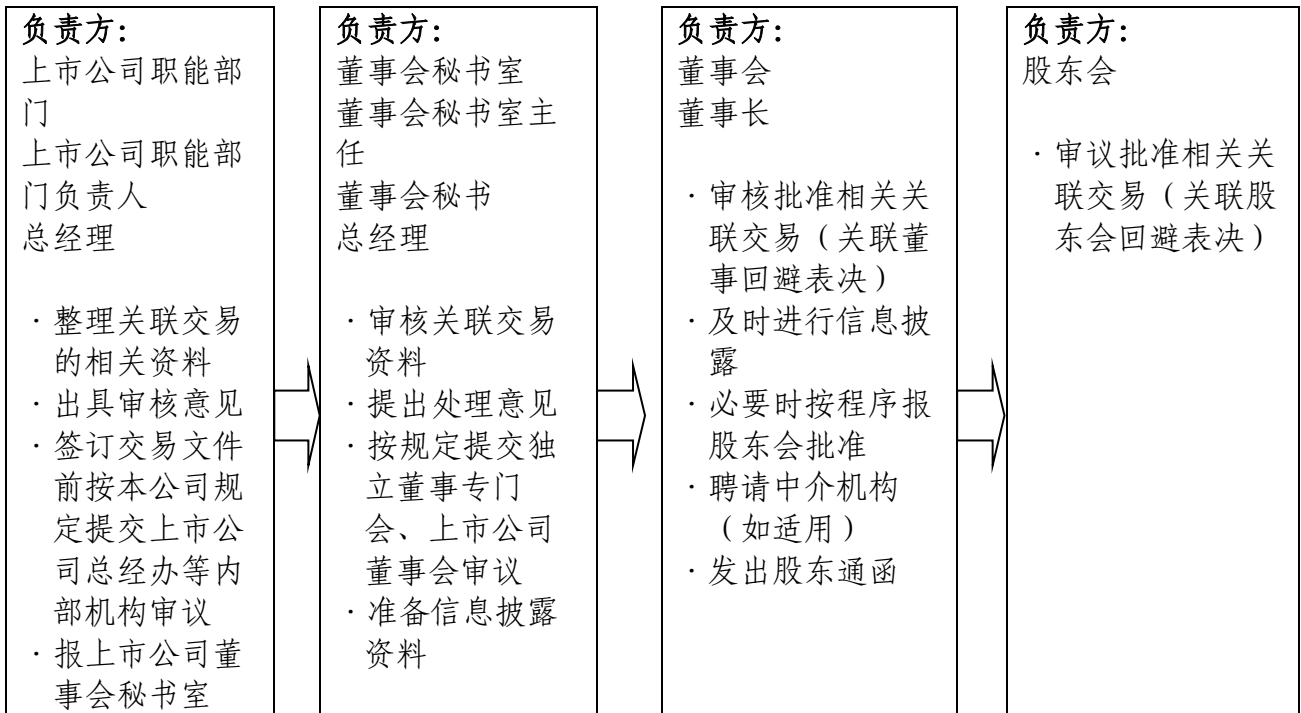 负责方：
上市公司职能部
门
上市公司职能部
门负责人
总经理
·整理关联交易
的相关资料
·出具审核意见
·签订交易文件
前按本公司规
定提交上市公
司总经办等内
部机构审议
·报上市公司董
事会秘书室
负责方：
董事会秘书室
董事会秘书室主
任
董事会秘书
总经理
·审核关联交易
资料
·提出处理意见
·按规定提交独
立董事专门
会、上市公司
董事会审议
·准备信息披露
资料
负责方：
董事会
董事长
·审核批准相关关
联交易（关联董
事回避表决）
·及时进行信息披
露
·必要时按程序报
股东会批准
·聘请中介机构
（如适用）
·发出股东通函
负责方：
股东会
·审议批准相关关
联交易（关联股
东会回避表决）